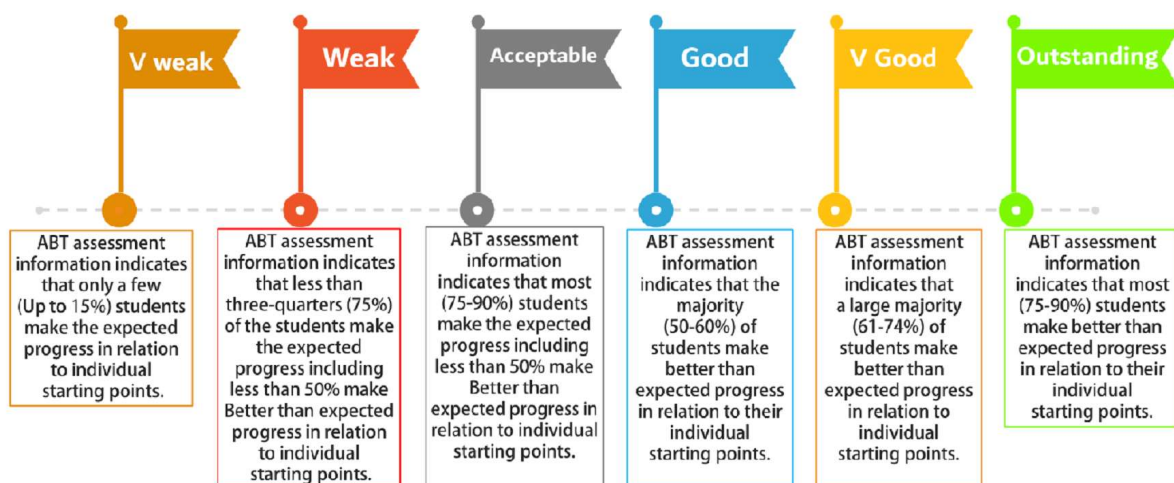 V weak
Weak
Acceptable
Good
V Good
Outstanding
ABT assessment
information indicates
that only a few
(Up to 15%) students
make the expected
progress in relation
to individual
starting points.
ABT assessment
information indicates
that less than
three-quarters (75%)
of the students make
the expected
progress including
less than 50% make
Better than expected
progress in relation
to individual
starting points.
ABT assessment
information
indicates that most
(75-90%) students
make the expected
progress including
less than 50% make
Better than
expected progress in
relation to individual
starting points.
ABT assessment
information
indicates that the
majority
(50-60%) of
students make
better than
expected progress
in relation to their
individual
starting points.
ABT assessment
information
indicates that
a large majority
(61-74%) of
students make
better than
expected progress
in relation to
individual
starting points.
ABT assessment
information
indicates that most
(75-90%) students
make better than
expected progress
in relation to their
individual
starting points.